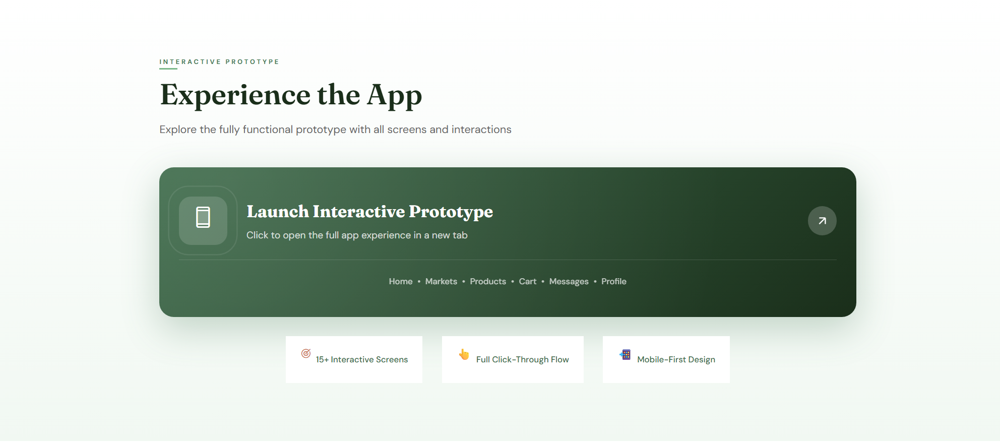 INTERACTIVE PROTOTYPE
Experience the App
Explore the fully functional prototype with all screens and interactions
Launch Interactive Prototype
Click to open the full app experience in a new tab
Home • Markets • Products • Cart • Messages • Profile
15+ Interactive Screens
Full Click-Through Flow
Mobile-First Design